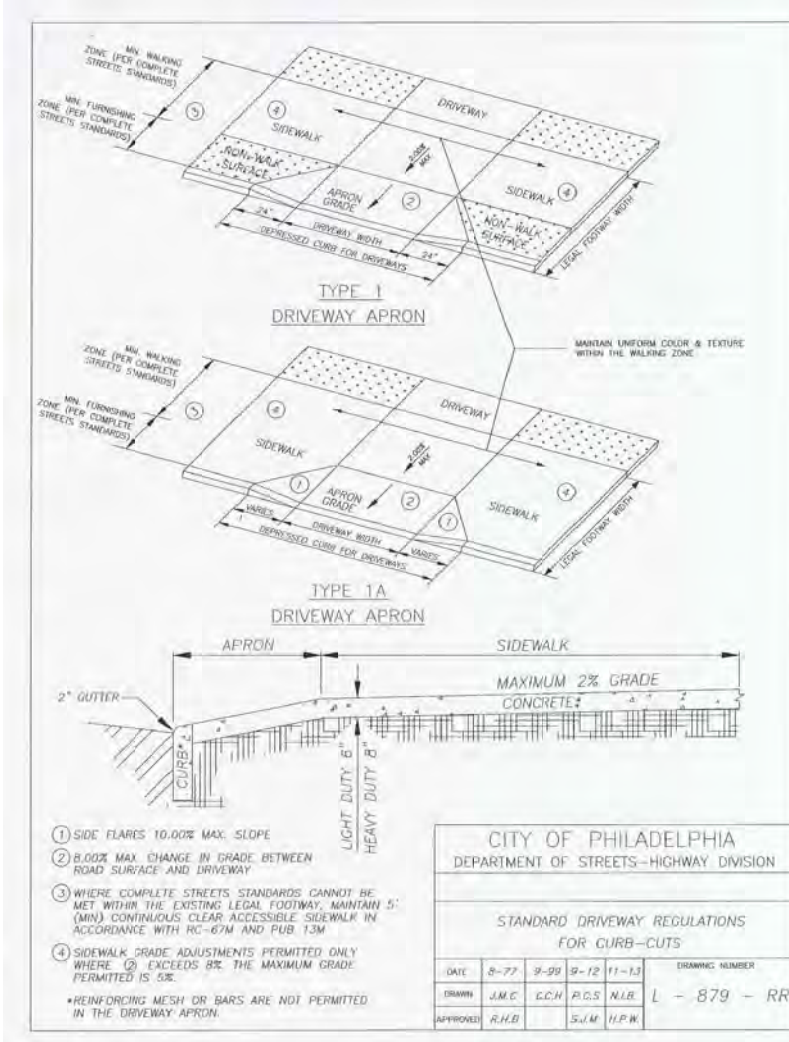 MIN. WALKING
ZONE (PER COMPLETE
STREETS STANDARDS)
MIN. FURNISHING
ZONE (PER COMPLETE
STREETS STANDARDS)
3
4
SIDEWALK
NON-WALK
SURFACE
DRIVEWAY
2.00%
MAX
APRON
GRADE
2
SIDEWALK
4
NON-WALK
SURFACE
24"
DRIVEWAY WIDTH
24"
DEPRESSED CURB FOR DRIVEWAYS
LEGAL FOOTWAY WIDTH
TYPE 1
DRIVEWAY APRON
MAINTAIN UNIFORM COLOR & TEXTURE
WITHIN THE WALKING ZONE
MIN. WALKING
ZONE (PER COMPLETE
STREETS STANDARDS)
MIN. FURNISHING
ZONE (PER COMPLETE
STREETS STANDARDS)
3
4
SIDEWALK
DRIVEWAY
2.00%
MAX
1
APRON
GRADE
2
1
SIDEWALK
4
VARIES
DRIVEWAY WIDTH
VARIES
DEPRESSED CURB FOR DRIVEWAYS
LEGAL FOOTWAY WIDTH
TYPE 1A
DRIVEWAY APRON
APRON
SIDEWALK
MAXIMUM 2% GRADE
CONCRETE*
2" GUTTER
CURB
LIGHT DUTY 6"
HEAVY DUTY 8"
1 SIDE FLARES 10.00% MAX. SLOPE
2 8.00% MAX. CHANGE IN GRADE BETWEEN
ROAD SURFACE AND DRIVEWAY
3 WHERE COMPLETE STREETS STANDARDS CANNOT BE
MET WITHIN THE EXISTING LEGAL FOOTWAY, MAINTAIN 5'
(MIN) CONTINUOUS CLEAR ACCESSIBLE SIDEWALK IN
ACCORDANCE WITH RC-67M AND PUB 13M
4 SIDEWALK GRADE ADJUSTMENTS PERMITTED ONLY
WHERE 2 EXCEEDS 8%. THE MAXIMUM GRADE
PERMITTED IS 5%.
*REINFORCING MESH OR BARS ARE NOT PERMITTED
IN THE DRIVEWAY APRON.
CITY OF PHILADELPHIA
DEPARTMENT OF STREETS-HIGHWAY DIVISION
STANDARD DRIVEWAY REGULATIONS
FOR CURB-CUTS
DATE 8-77 9-99 9-12 11-13 DRAWING NUMBER
DRAWN J.M.C C.C.H P.C.S N.I.B. L - 879 - RR
APPROVED R.H.B S.J.M H.P.W.